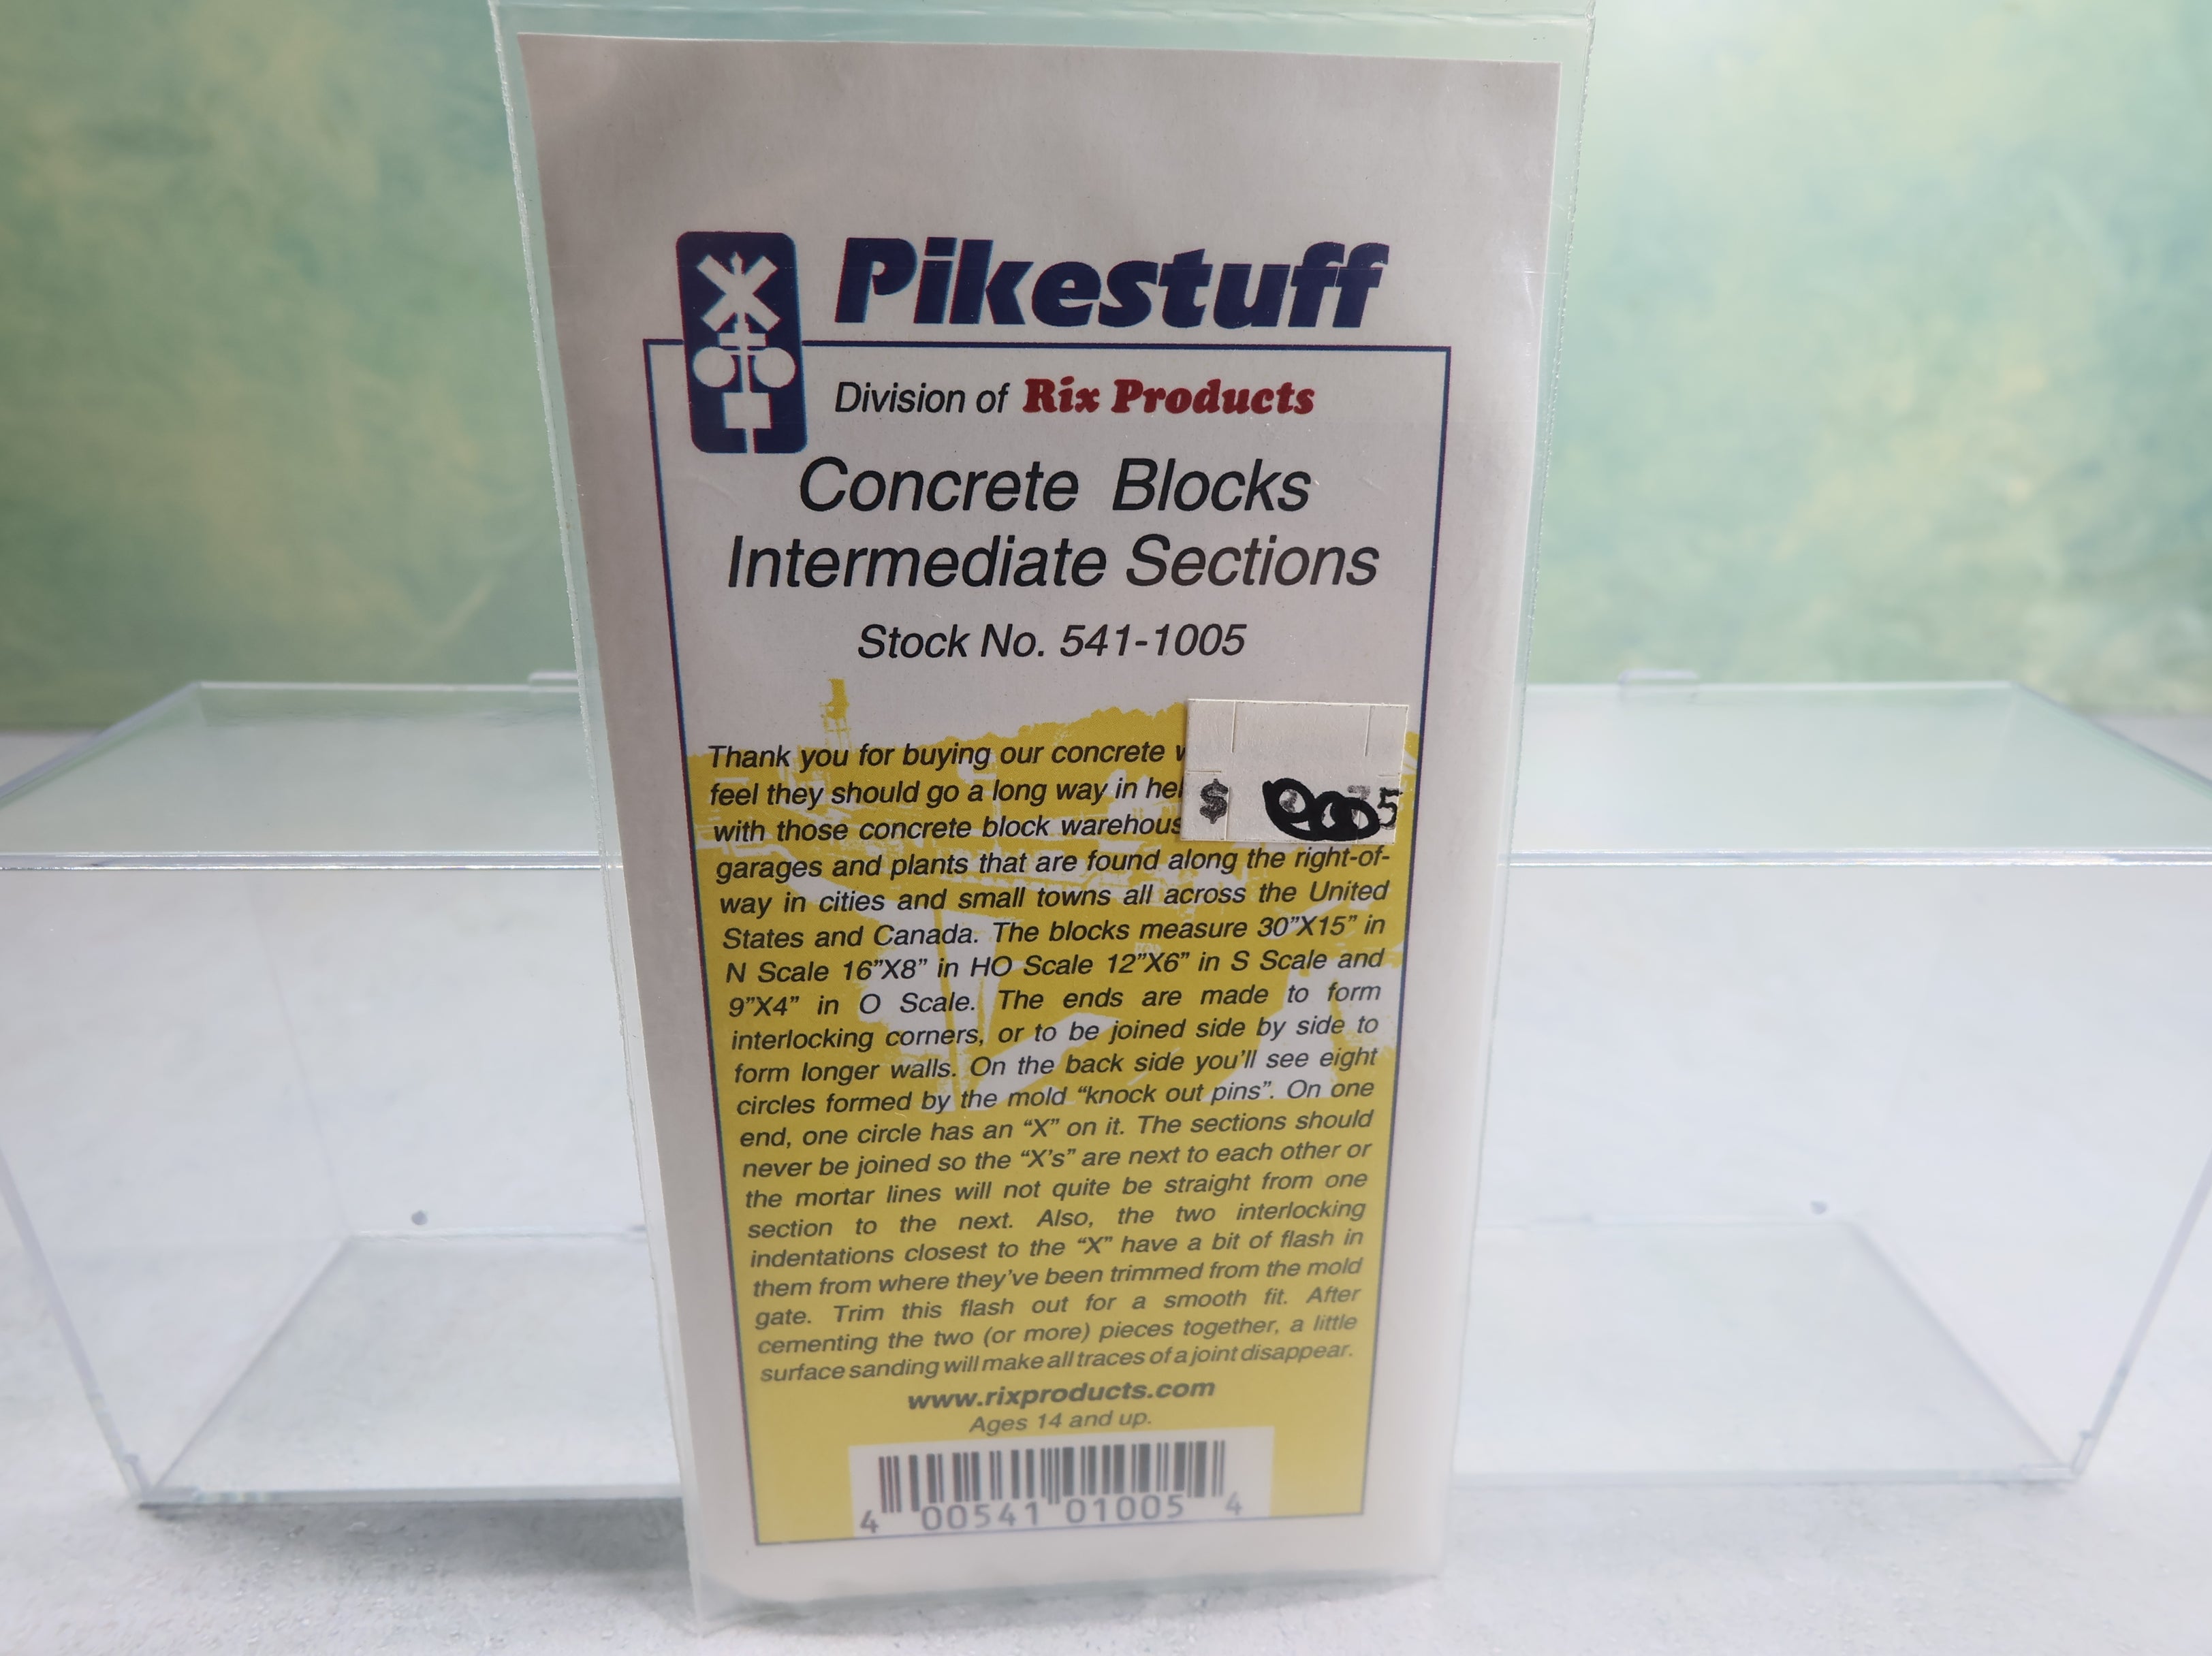 Pikestuff
Division of Rix Products
Concrete Blocks
Intermediate Sections
Stock No. 541-1005
Thank you for buying our concrete
feel they should go a long way in
with those concrete block
$
garages and plants that are found along the right-of-
way in cities and small towns all across the United
States and Canada. The blocks measure 30"X15" in
N Scale 16"X8" in HO Scale 12"X6" in S Scale and
9"X4" in O Scale. The ends are made to form
interlocking corners, or to be joined side by side to
form longer walls. On the back side you'll see eight
circles formed by the mold “knock out pins”. On one
end, one circle has an “X” on it. The sections should
never be joined so the “X's” are next to each other or
the mortar lines will not quite be straight from one
section to the next. Also, the two interlocking
indentations closest to the “X” have a bit of flash in
them from where they've been trimmed from the mold
gate. Trim this flash out for a smooth fit. After
cementing the two (or more) pieces together, a little
surface sanding will make all traces of a joint disappear.
www.rixproducts.com
Ages 14 and up.
4 00541 01005 4